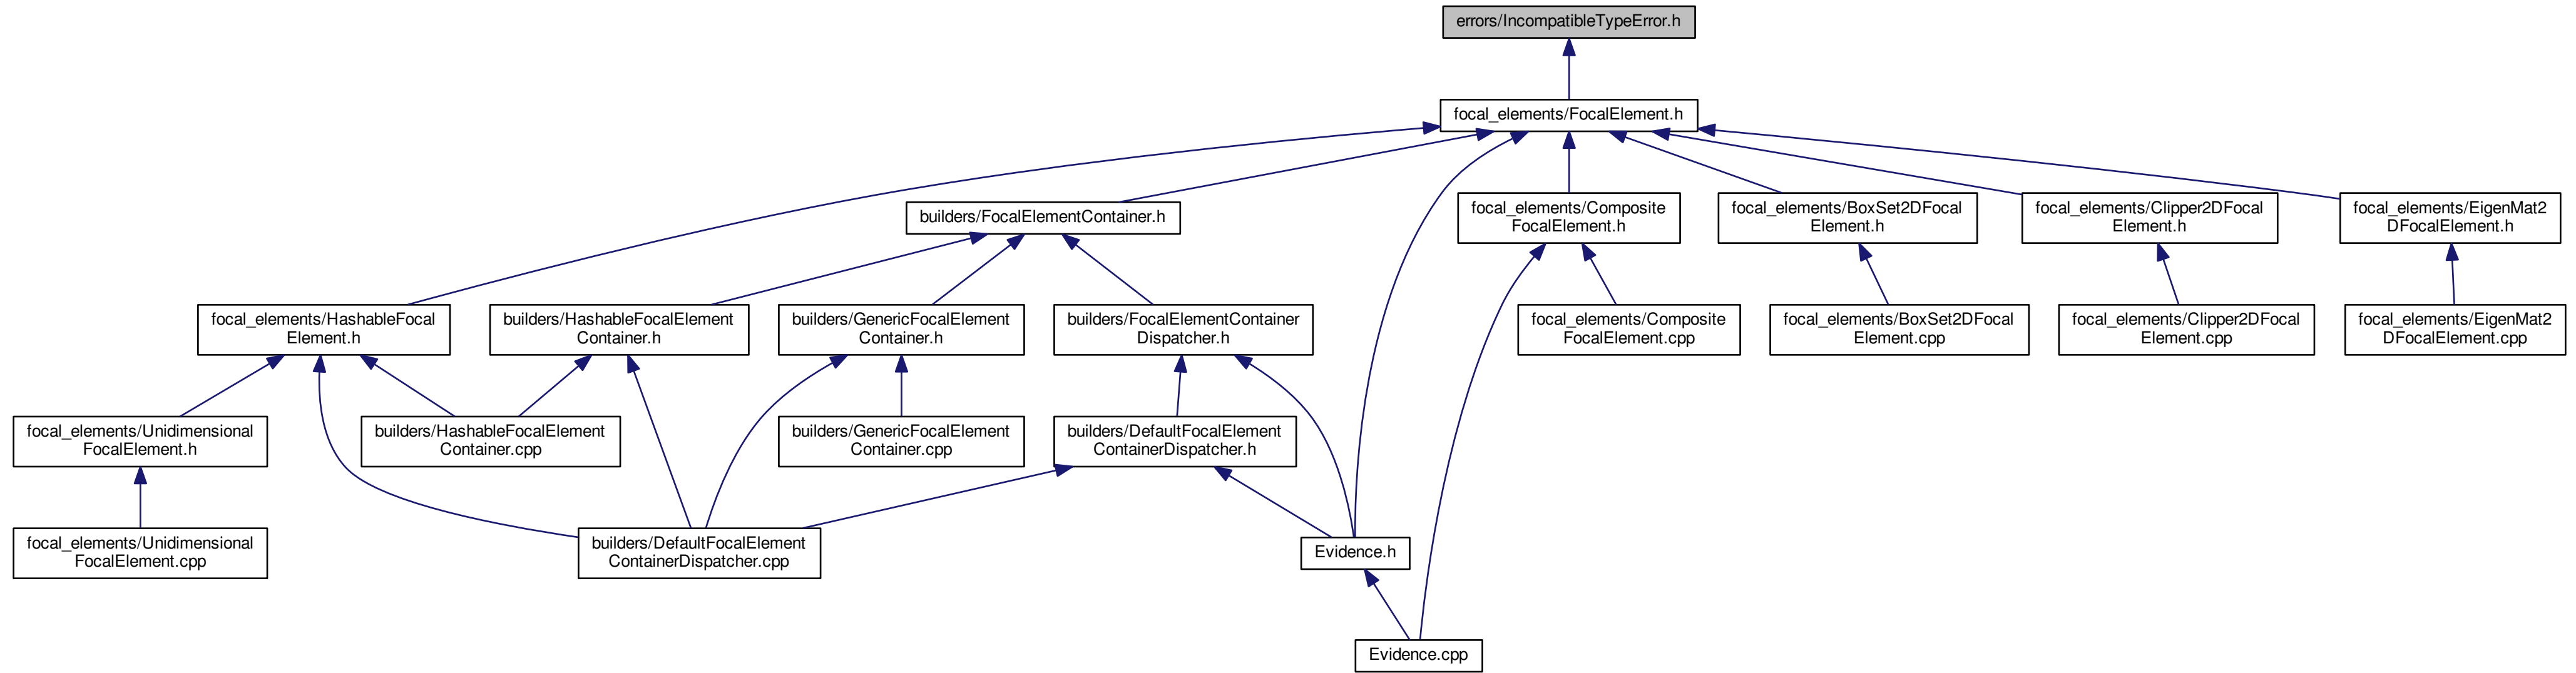 errors/IncompatibleTypeError.h
focal_elements/FocalElement.h
builders/FocalElementContainer.h
focal_elements/Composite
FocalElement.h
focal_elements/BoxSet2DFocal
Element.h
focal_elements/Clipper2DFocal
Element.h
focal_elements/EigenMat2
DFocalElement.h
focal_elements/HashableFocal
Element.h
builders/HashableFocalElement
Container.h
builders/GenericFocalElement
Container.h
builders/FocalElementContainer
Dispatcher.h
focal_elements/Composite
FocalElement.cpp
focal_elements/BoxSet2DFocal
Element.cpp
focal_elements/Clipper2DFocal
Element.cpp
focal_elements/EigenMat2
DFocalElement.cpp
focal_elements/Unidimensional
FocalElement.h
builders/HashableFocalElement
Container.cpp
builders/GenericFocalElement
Container.cpp
builders/DefaultFocalElement
ContainerDispatcher.h
focal_elements/Unidimensional
FocalElement.cpp
builders/DefaultFocalElement
ContainerDispatcher.cpp
Evidence.h
Evidence.cpp